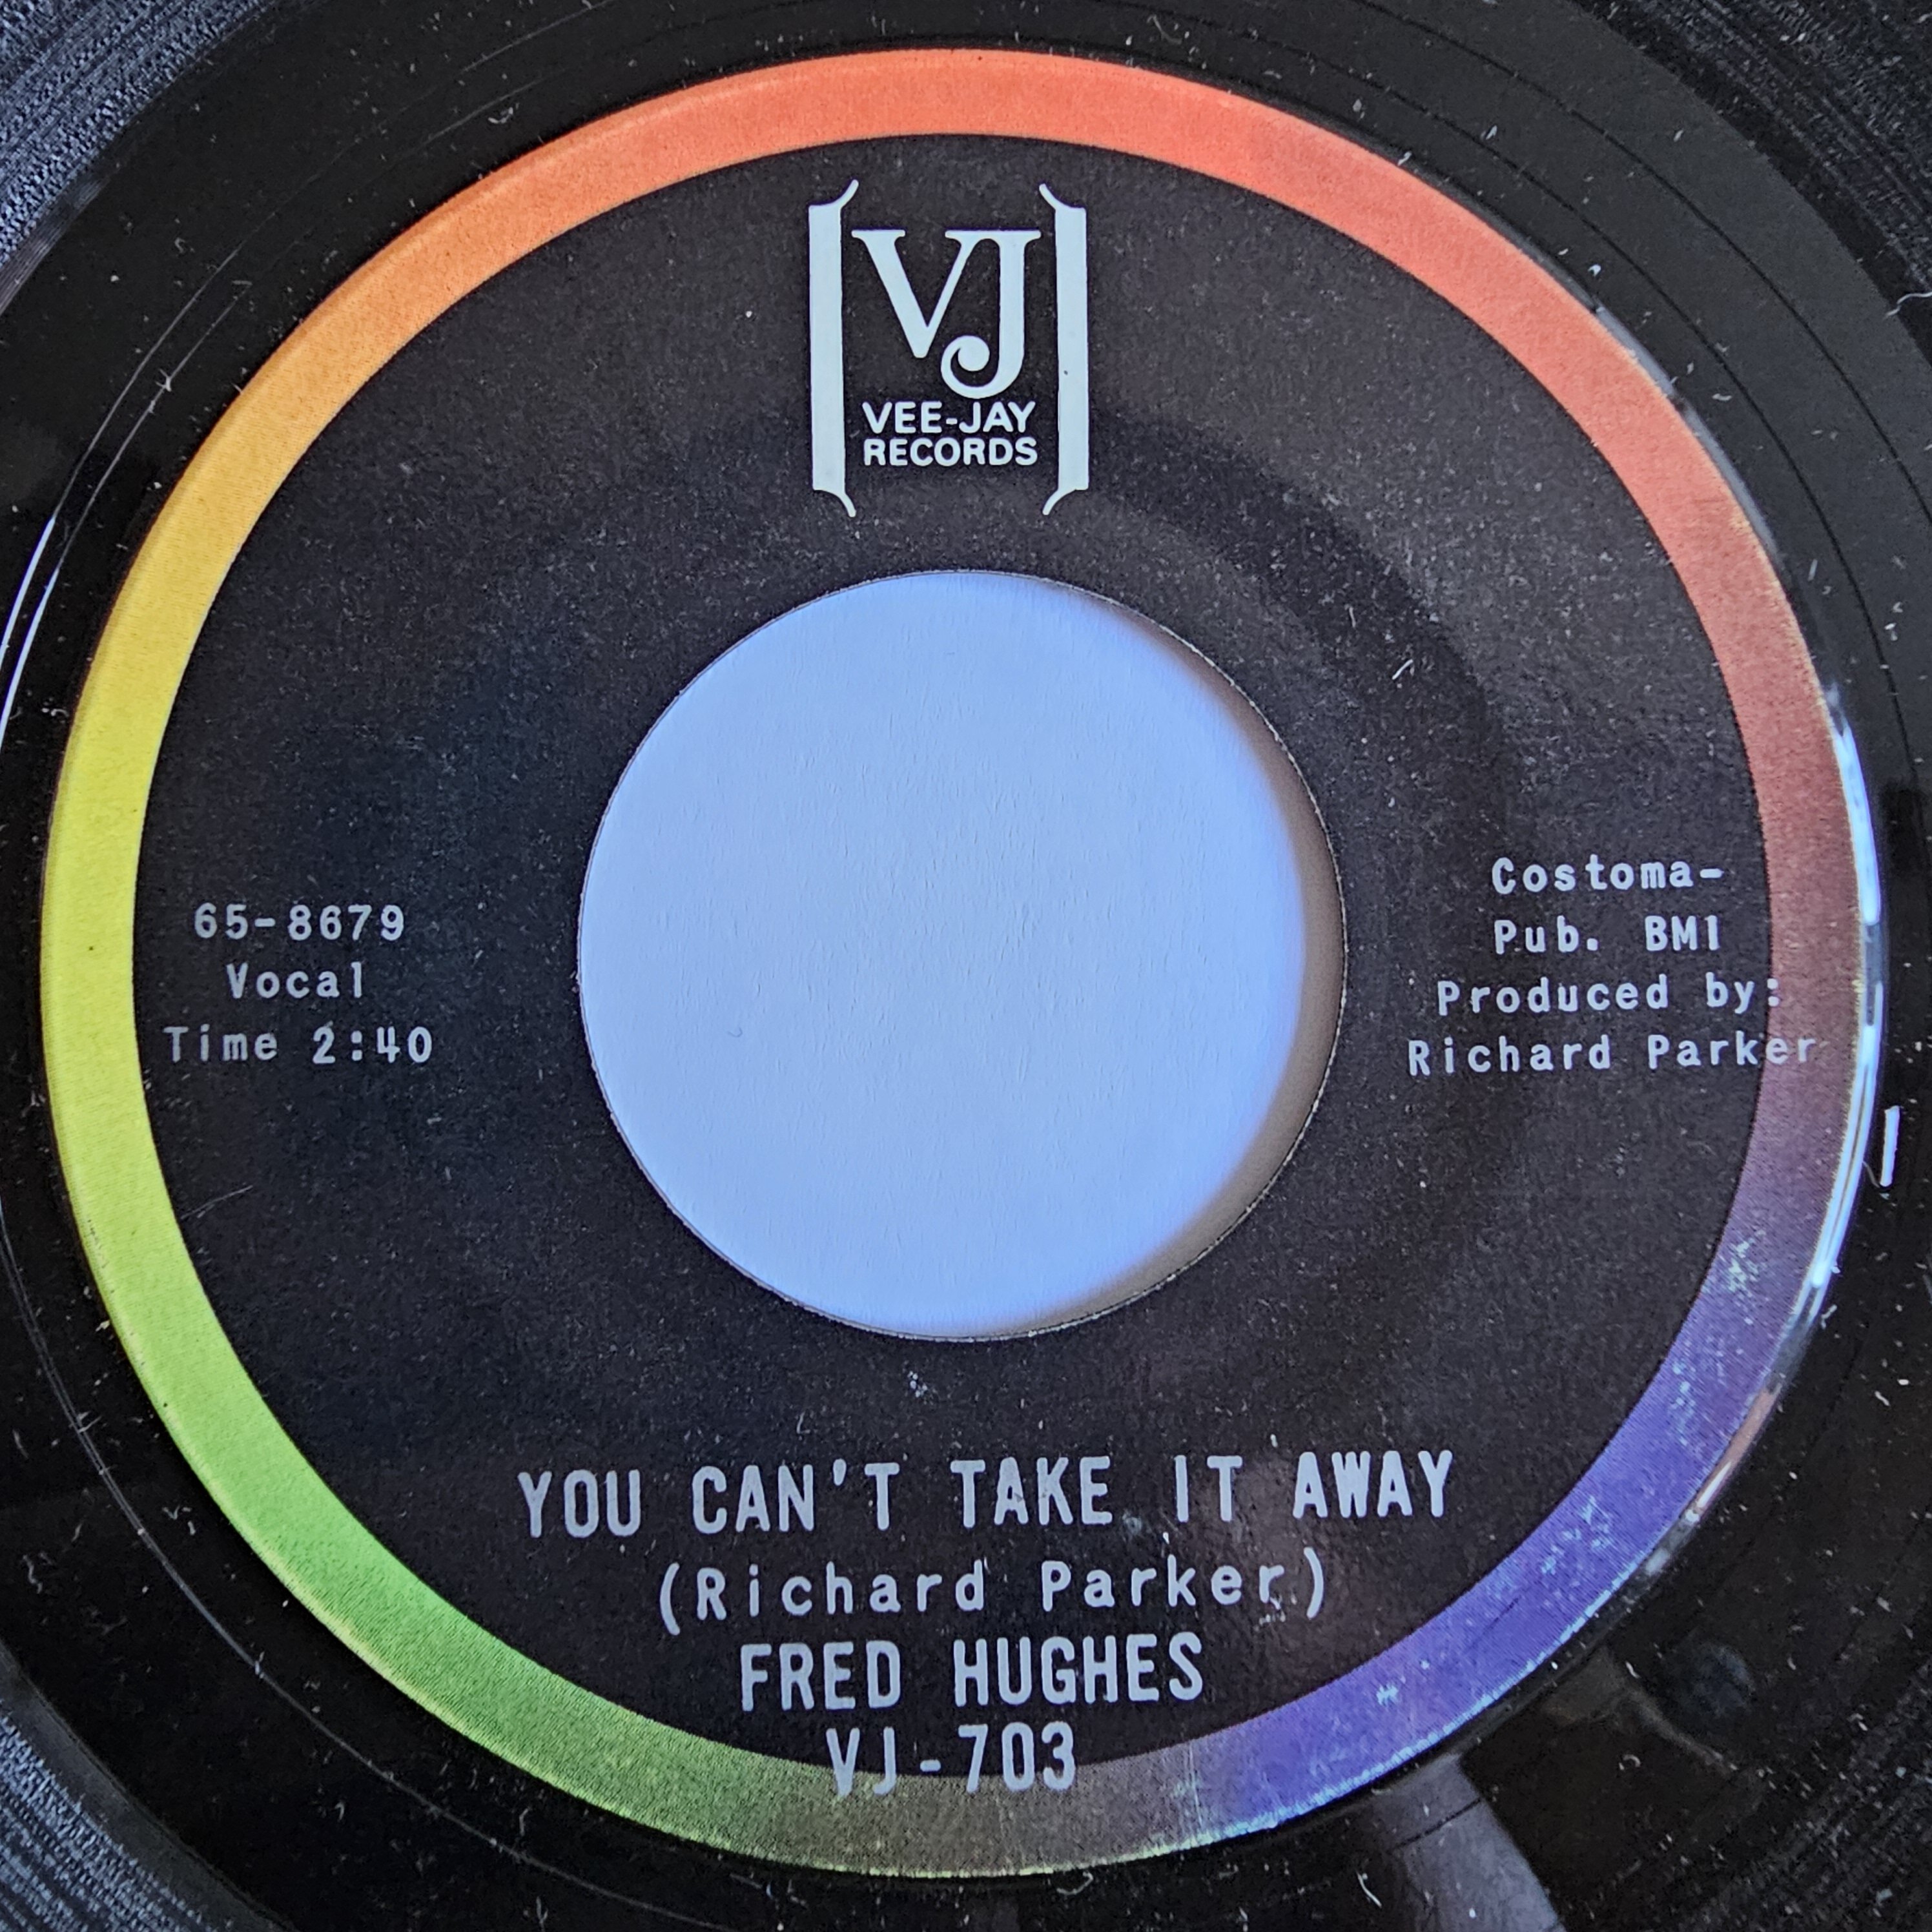 VJ
VEE-JAY
RECORDS
65-8679
Vocal
Time 2:40
Costoma-
Pub. BMI
Produced by:
Richard Parker
YOU CAN'T TAKE IT AWAY
(Richard Parker)
FRED HUGHES
VJ-703